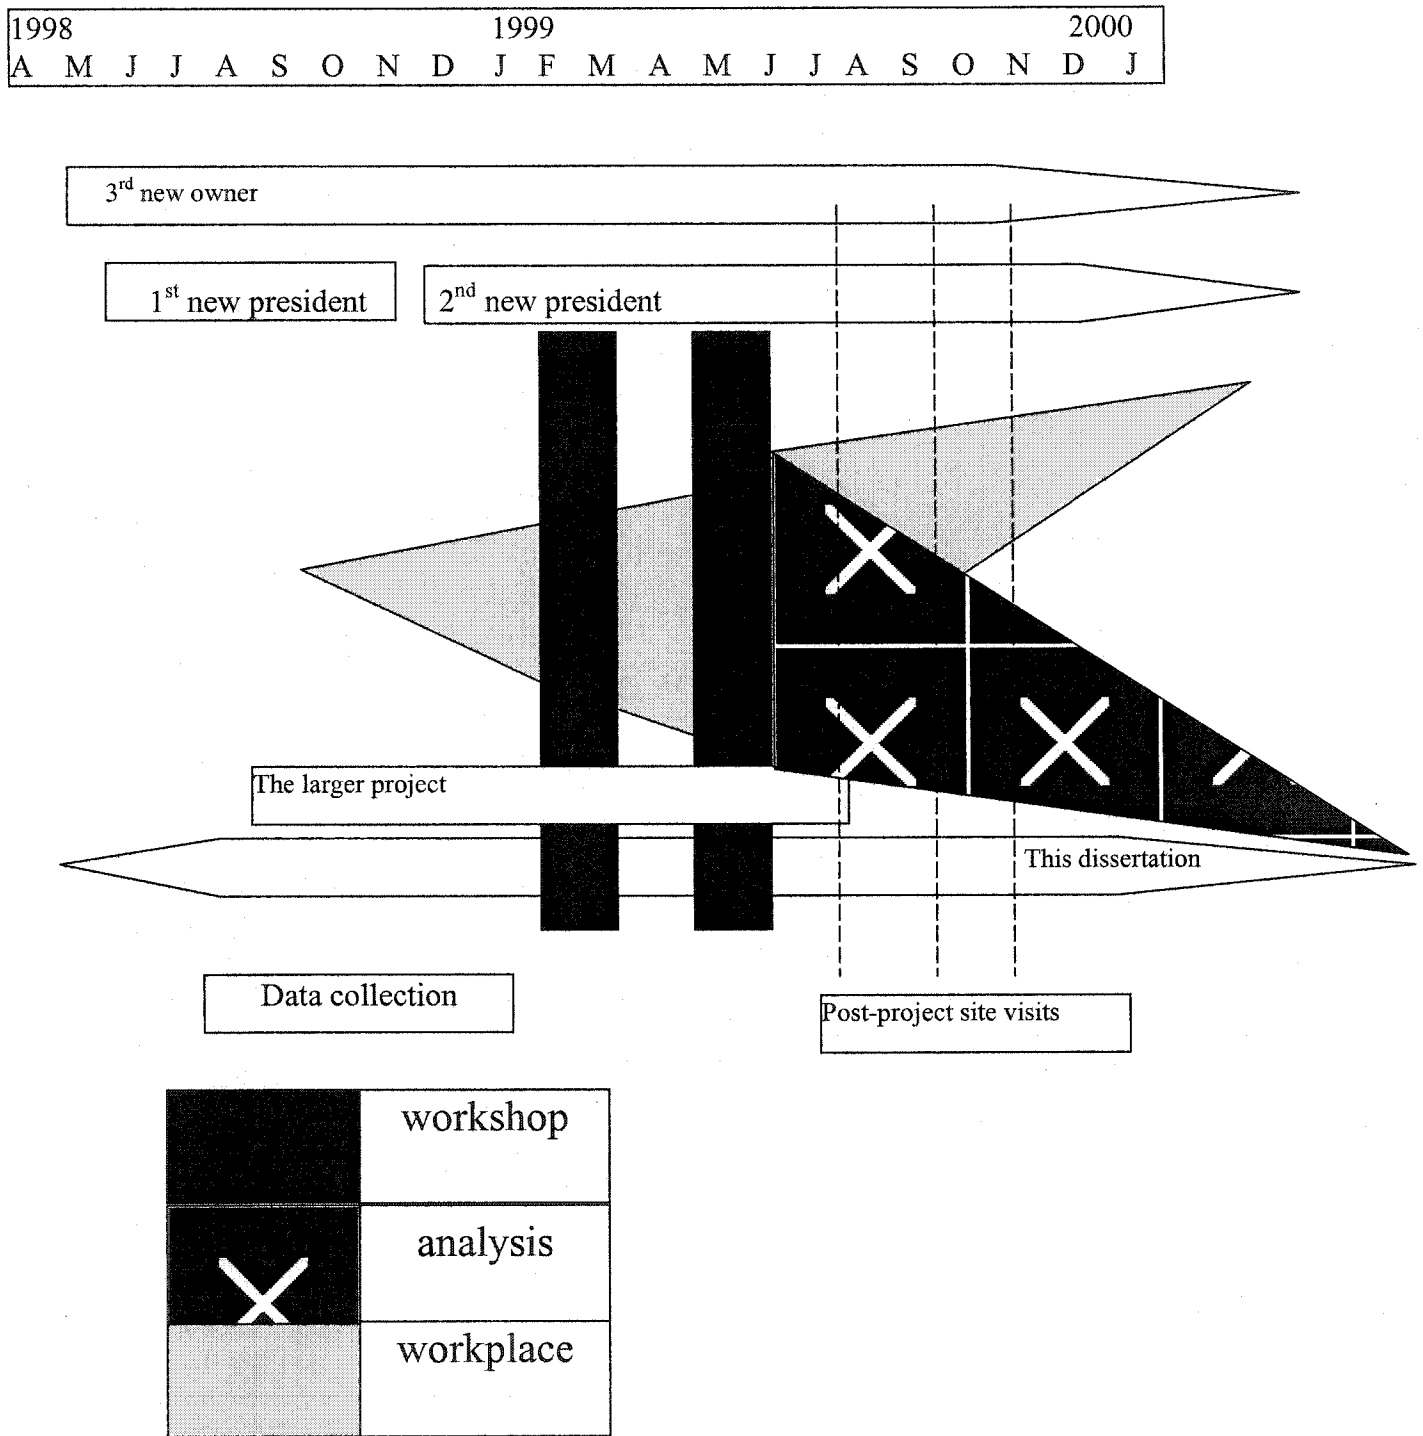 1998 1999 2000
A M J J A S O N D J F M A M J J A S O N D J
3rd new owner
1st new president
2nd new president
The larger project
This dissertation
Data collection
Post-project site visits
workshop
analysis
workplace